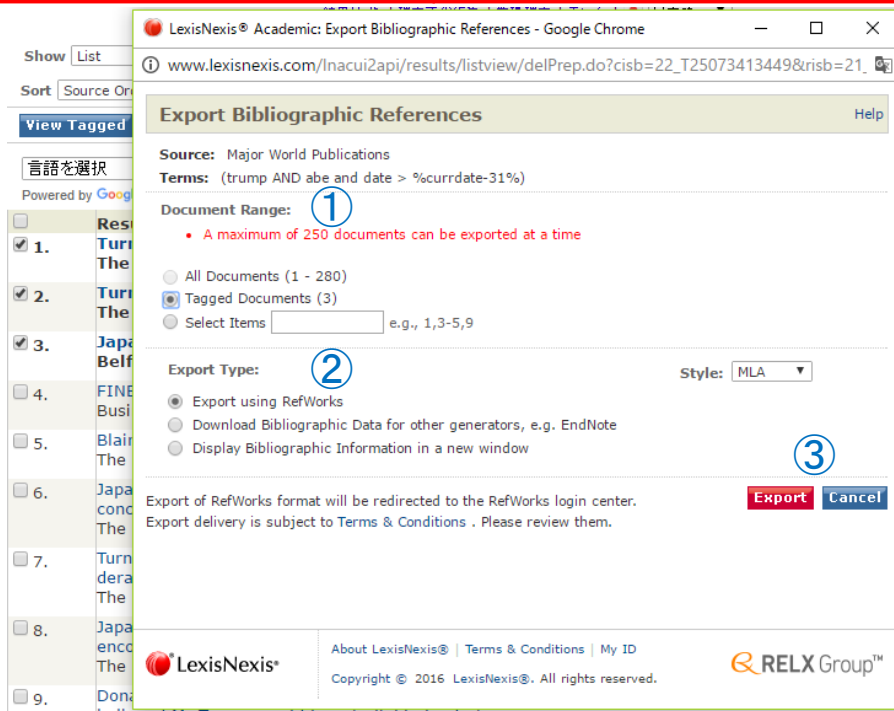 LexisNexis® Academic: Export Bibliographic References - Google Chrome
www.lexisnexis.com/lnacui2api/results/listview/delPrep.do?cisb=22_T25073413449&risb=21_
Show List
Sort Source Or
View Tagged
言語を選択
Powered by Goog
Res
1. Turn
The
2. Turn
The
3. Japa
Belf
4. FINE
Busi
5. Blair
The
6. Japa
conc
The
7. Turn
dera
The
8. Japa
enco
The
9. Dona
Export Bibliographic References
Help
Source: Major World Publications
Terms: (trump AND abe and date > %currdate-31%)
Document Range: ①
• A maximum of 250 documents can be exported at a time
All Documents (1 - 280)
Tagged Documents (3)
Select Items e.g., 1,3-5,9
Export Type: ②
Style: MLA
Export using RefWorks
Download Bibliographic Data for other generators, e.g. EndNote
Display Bibliographic Information in a new window
③
Export of RefWorks format will be redirected to the RefWorks login center.
Export Cancel
Export delivery is subject to Terms & Conditions . Please review them.
LexisNexis®
About LexisNexis® | Terms & Conditions | My ID
Copyright © 2016 LexisNexis®. All rights reserved.
RELX Group™